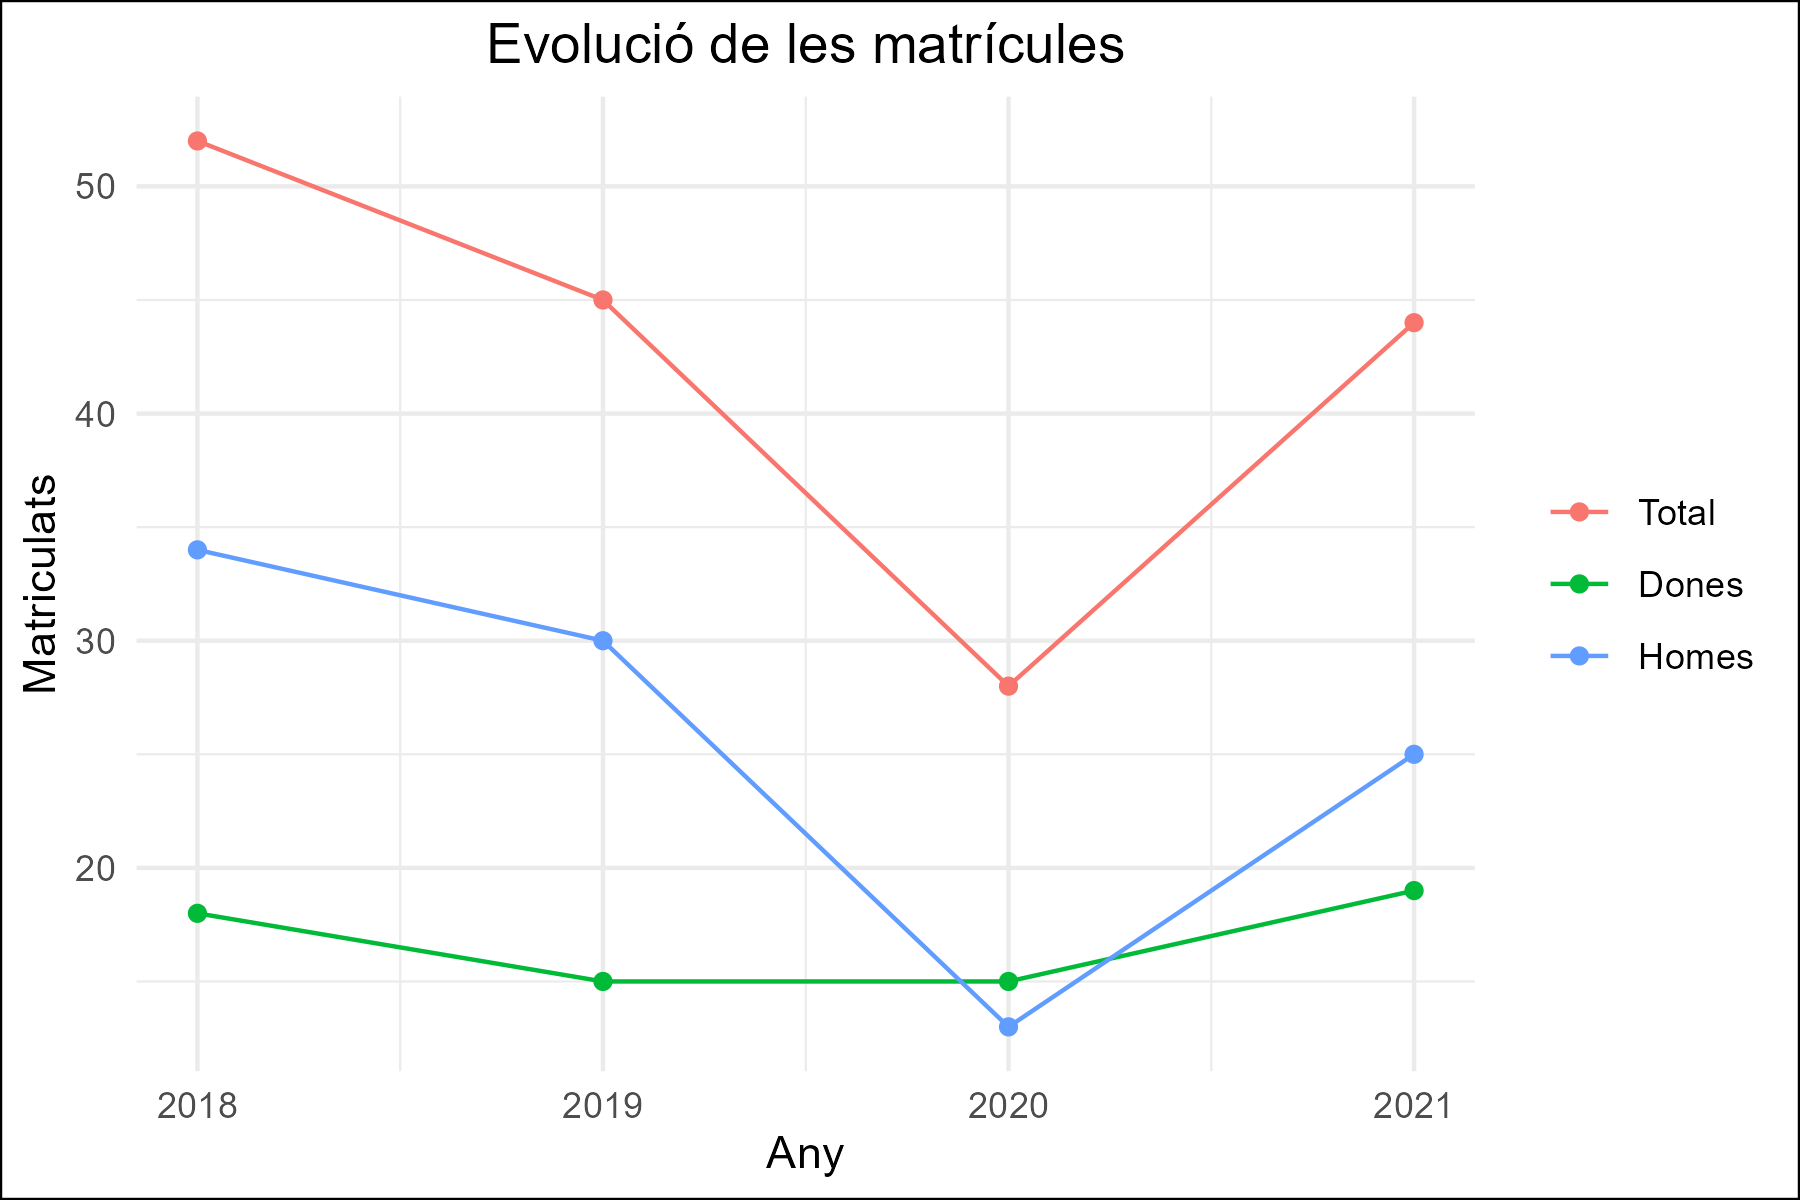 Evolució de les matrícules
Matriculats
50
40
30
20
2018
2019
2020
2021
Any
Total
Dones
Homes